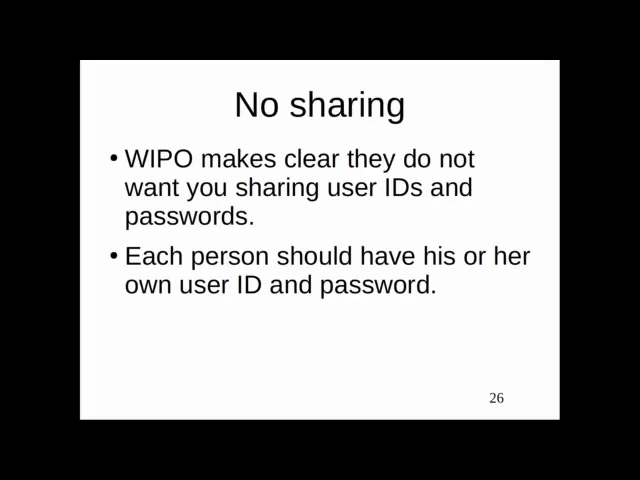 No sharing
• WIPO makes clear they do not
want you sharing user IDs and
passwords.
• Each person should have his or her
own user ID and password.
26